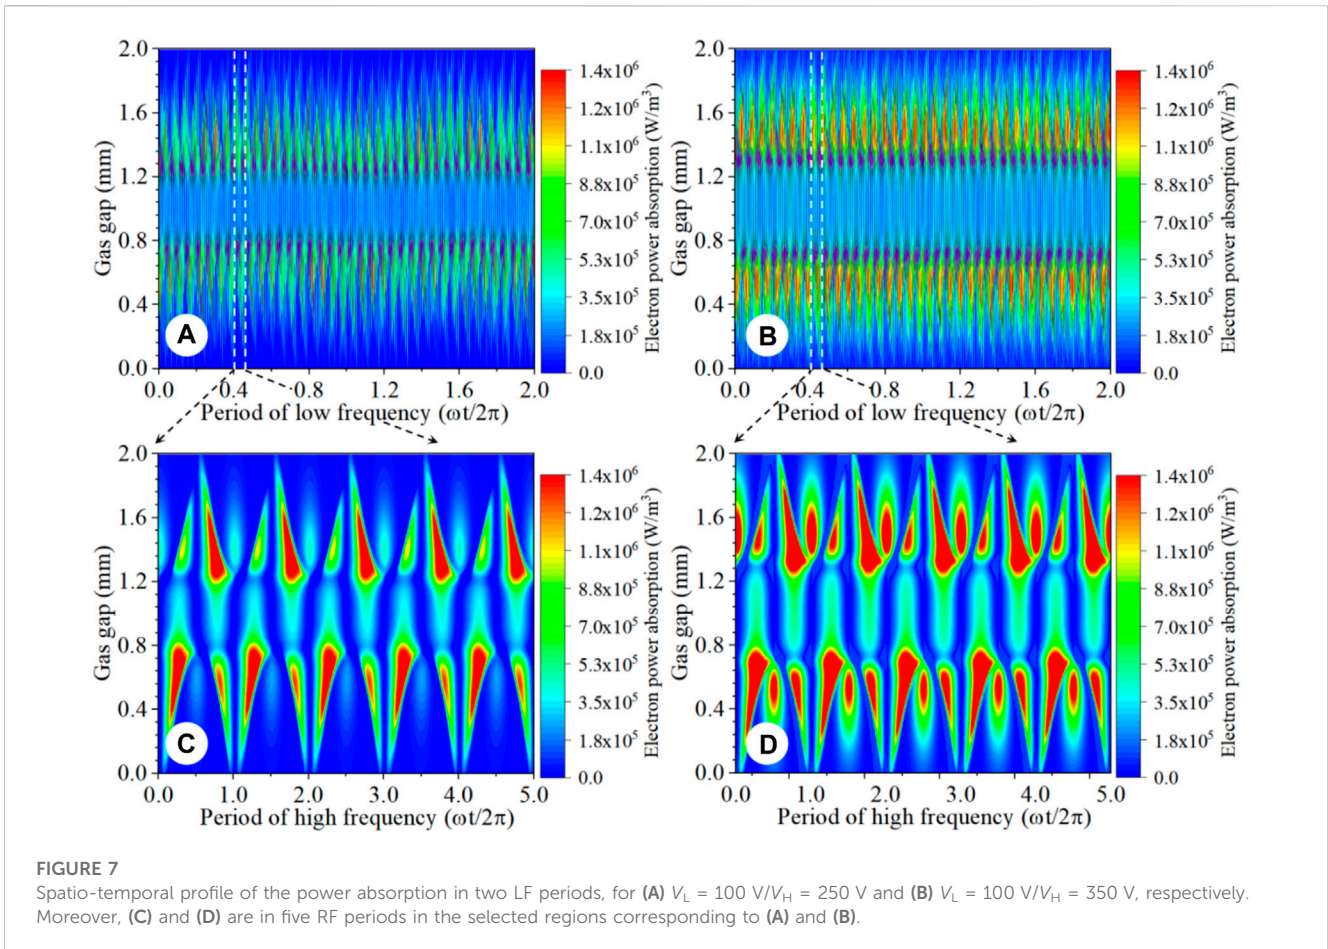 2.0
1.6
1.2
0.8
0.4
0.0
Gas gap (mm)
A
0.0 0.4 0.8 1.2 1.6 2.0
Period of low frequency (ωt/2π)
1.4x10⁶
1.2x10⁶
1.1x10⁶
8.8x10⁵
7.0x10⁵
5.3x10⁵
3.5x10⁵
1.8x10⁵
0.0
Electron power absorption (W/m³)
2.0
1.6
1.2
0.8
0.4
0.0
Gas gap (mm)
B
0.0 0.4 0.8 1.2 1.6 2.0
Period of low frequency (ωt/2π)
1.4x10⁶
1.2x10⁶
1.1x10⁶
8.8x10⁵
7.0x10⁵
5.3x10⁵
3.5x10⁵
1.8x10⁵
0.0
Electron power absorption (W/m³)
2.0
1.6
1.2
0.8
0.4
0.0
Gas gap (mm)
C
0.0 1.0 2.0 3.0 4.0 5.0
Period of high frequency (ωt/2π)
1.4x10⁶
1.2x10⁶
1.1x10⁶
8.8x10⁵
7.0x10⁵
5.3x10⁵
3.5x10⁵
1.8x10⁵
0.0
Electron power absorption (W/m³)
2.0
1.6
1.2
0.8
0.4
0.0
Gas gap (mm)
D
0.0 1.0 2.0 3.0 4.0 5.0
Period of high frequency (ωt/2π)
1.4x10⁶
1.2x10⁶
1.1x10⁶
8.8x10⁵
7.0x10⁵
5.3x10⁵
3.5x10⁵
1.8x10⁵
0.0
Electron power absorption (W/m³)
FIGURE 7
Spatio-temporal profile of the power absorption in two LF periods, for (A) V_L = 100 V/V_H = 250 V and (B) V_L = 100 V/V_H = 350 V, respectively.
Moreover, (C) and (D) are in five RF periods in the selected regions corresponding to (A) and (B).